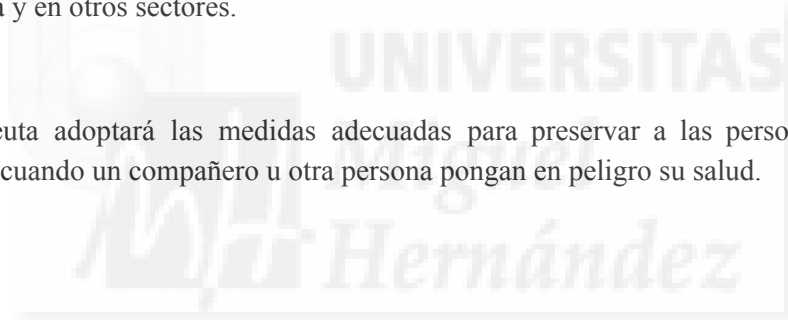 a y en otros sectores.
UNIVERSITAS
euta adoptará las medidas adecuadas para preservar a las perso
Miguel
cuando un compañero u otra persona pongan en peligro su salud.
Hernández